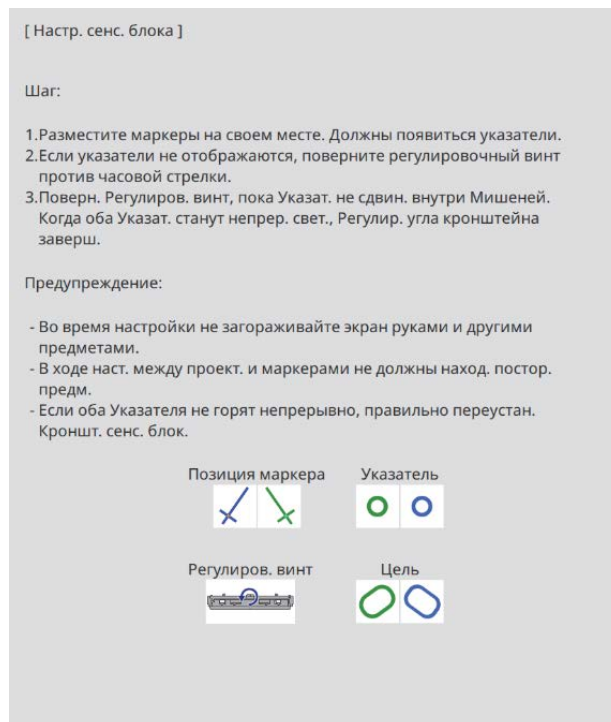 [ Настр. сенс. блока ]
Шаг:
1.Разместите маркеры на своем месте. Должны появиться указатели.
2.Если указатели не отображаются, поверните регулировочный винт
против часовой стрелки.
3.Поверн. Регулиров. винт, пока Указат. не сдвин. внутри Мишеней.
Когда оба Указат. станут непрер. свет., Регулир. угла кронштейна
заверш.
Предупреждение:
- Во время настройки не загораживайте экран руками и другими
предметами.
- В ходе наст. между проект. и маркерами не должны наход. постор.
предм.
- Если оба Указателя не горят непрерывно, правильно переустан.
Кроншт. сенс. блок.
Позиция маркера Указатель
Регулиров. винт Цель